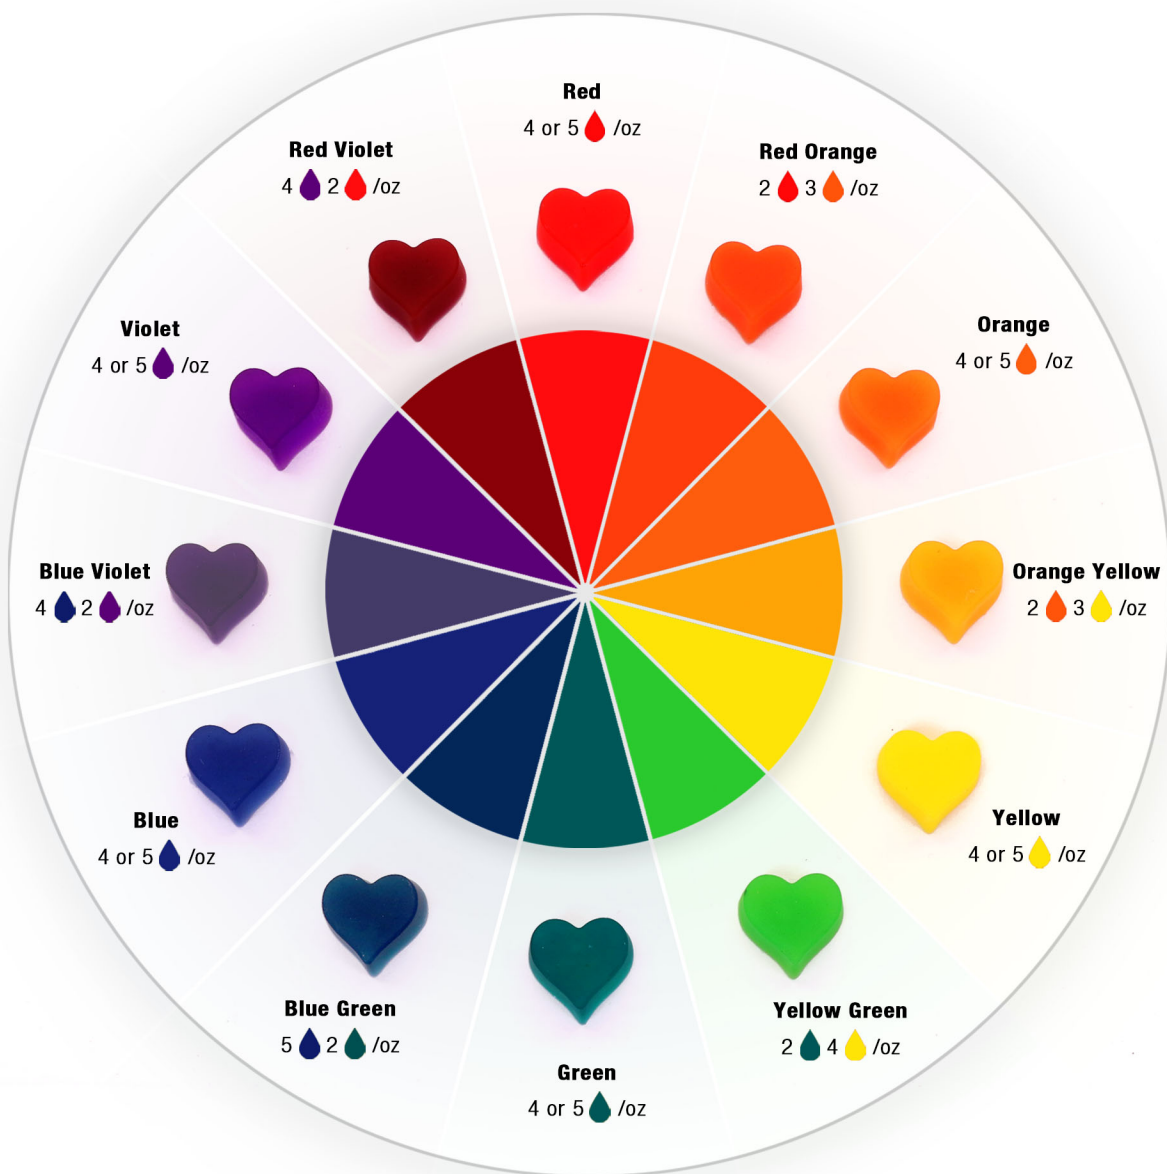 Red
4 or 5 /oz
Red Orange
2 3 /oz
Orange
4 or 5 /oz
Orange Yellow
2 3 /oz
Yellow
4 or 5 /oz
Yellow Green
2 4 /oz
Green
4 or 5 /oz
Blue Green
5 2 /oz
Blue
4 or 5 /oz
Blue Violet
4 2 /oz
Violet
4 or 5 /oz
Red Violet
4 2 /oz